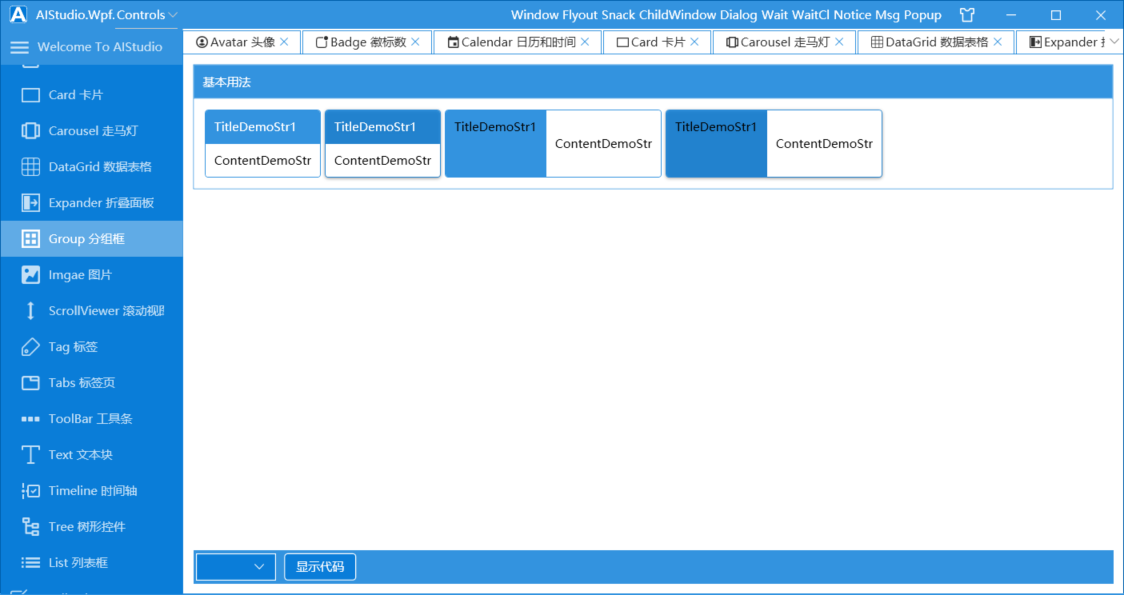 AIStudio.Wpf.Controls
Window Flyout Snack ChildWindow Dialog Wait WaitCl Notice Msg Popup
Welcome To AIStudio
Avatar 头像
Badge 徽标数
Calendar 日历和时间
Card 卡片
Carousel 走马灯
DataGrid 数据表格
Expander
Card 卡片
Carousel 走马灯
DataGrid 数据表格
Expander 折叠面板
Group 分组框
Imgae 图片
ScrollViewer 滚动视
Tag 标签
Tabs 标签页
ToolBar 工具条
Text 文本块
Timeline 时间轴
Tree 树形控件
List 列表框
基本用法
TitleDemoStr1
ContentDemoStr
TitleDemoStr1
ContentDemoStr
TitleDemoStr1
ContentDemoStr
TitleDemoStr1
ContentDemoStr
显示代码